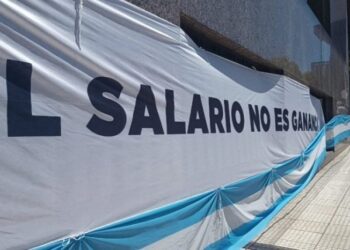 L SALARIO NO ES GANANC